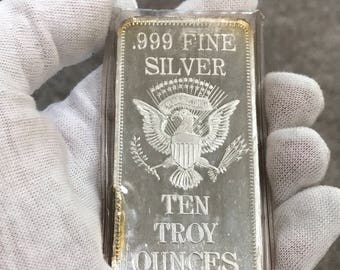 .999 FINE
SILVER
TEN
TROY
OUNCES